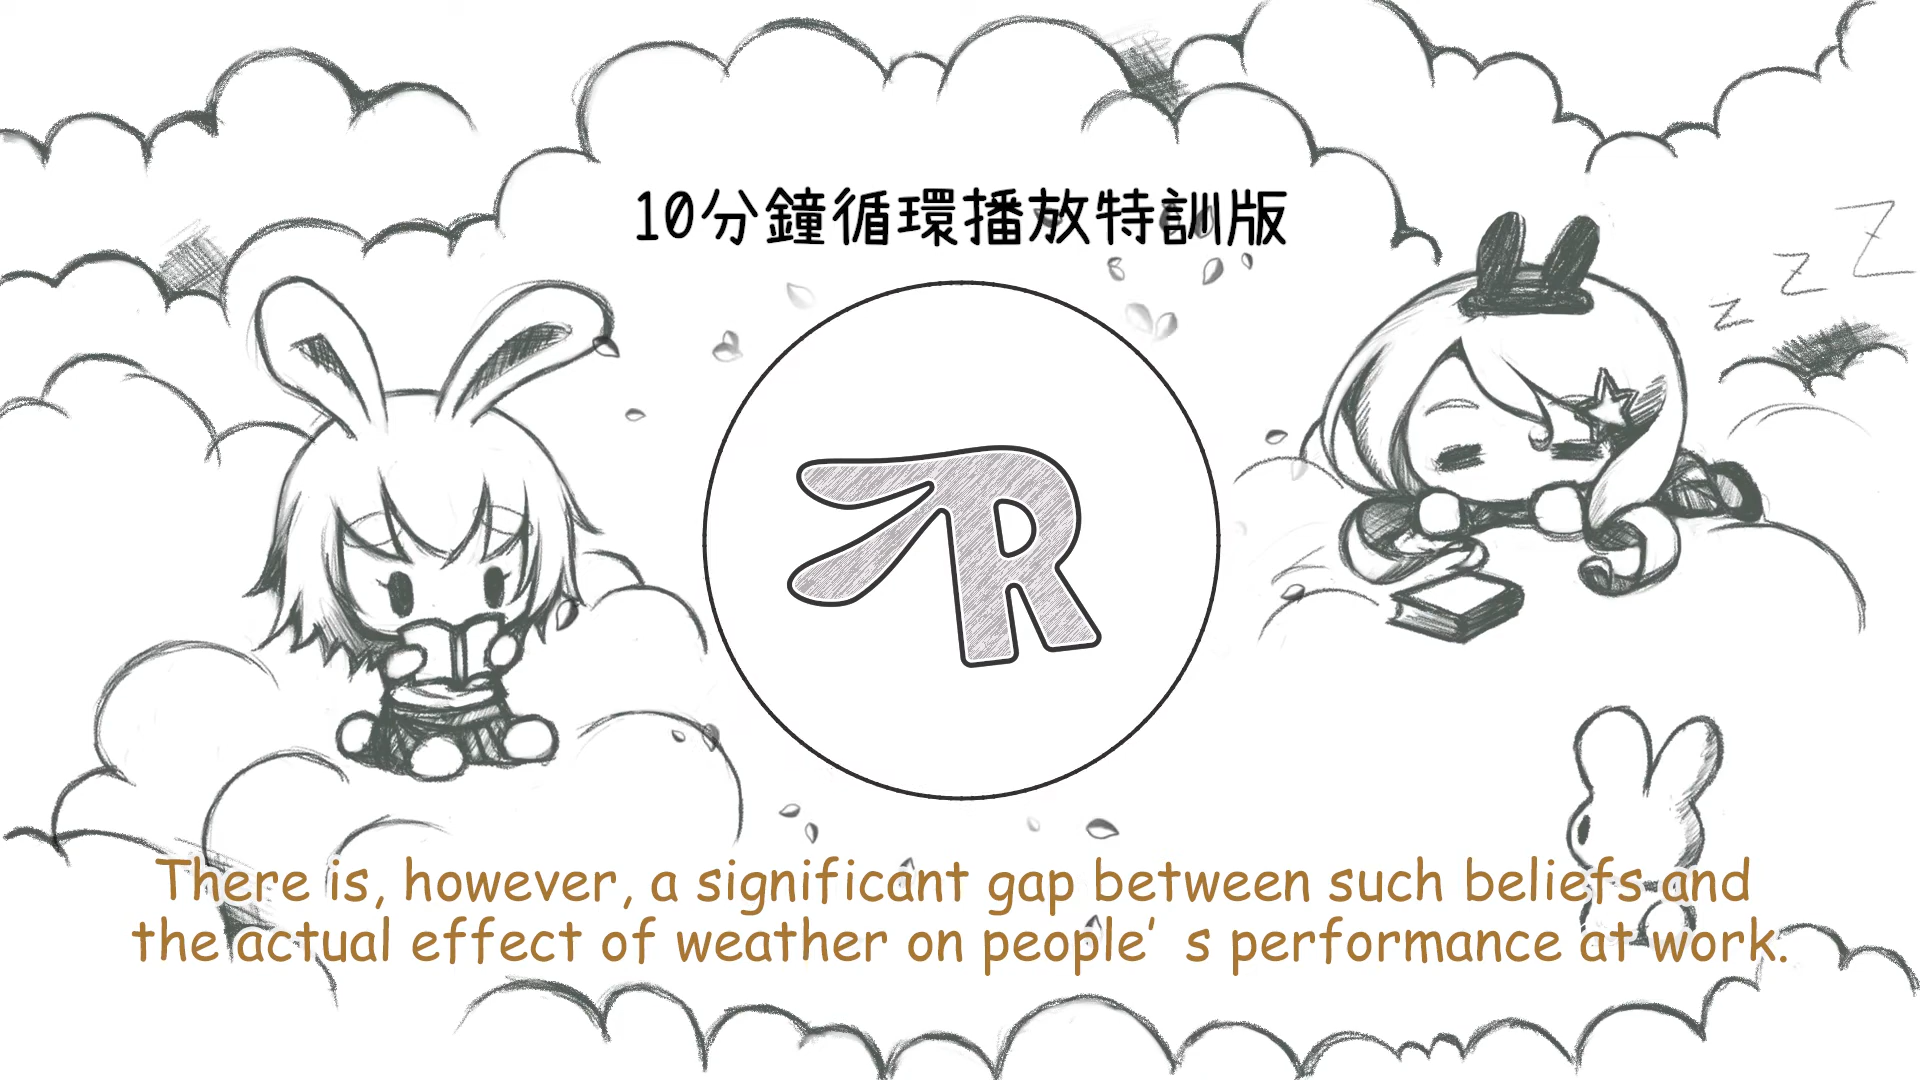 10分鐘循環播放特訓版
z z z
R
There is, however, a significant gap between such beliefs and
the actual effect of weather on people’s performance at work.